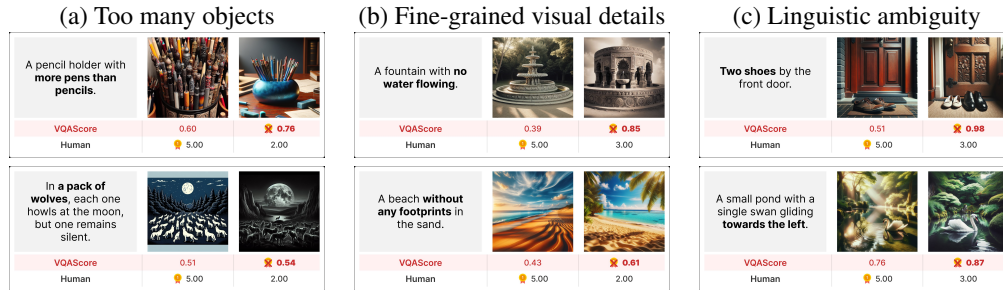 (a) Too many objects
A pencil holder with
more pens than
pencils.
VQAScore 0.60 0.76
Human 5.00 2.00
In a pack of
wolves, each one
howls at the moon,
but one remains
silent.
VQAScore 0.51 0.54
Human 5.00 2.00
(b) Fine-grained visual details
A fountain with no
water flowing.
VQAScore 0.39 0.85
Human 5.00 3.00
A beach without
any footprints in
the sand.
VQAScore 0.43 0.61
Human 5.00 2.00
(c) Linguistic ambiguity
Two shoes by the
front door.
VQAScore 0.51 0.98
Human 5.00 3.00
A small pond with a
single swan gliding
towards the left.
VQAScore 0.76 0.87
Human 5.00 3.00